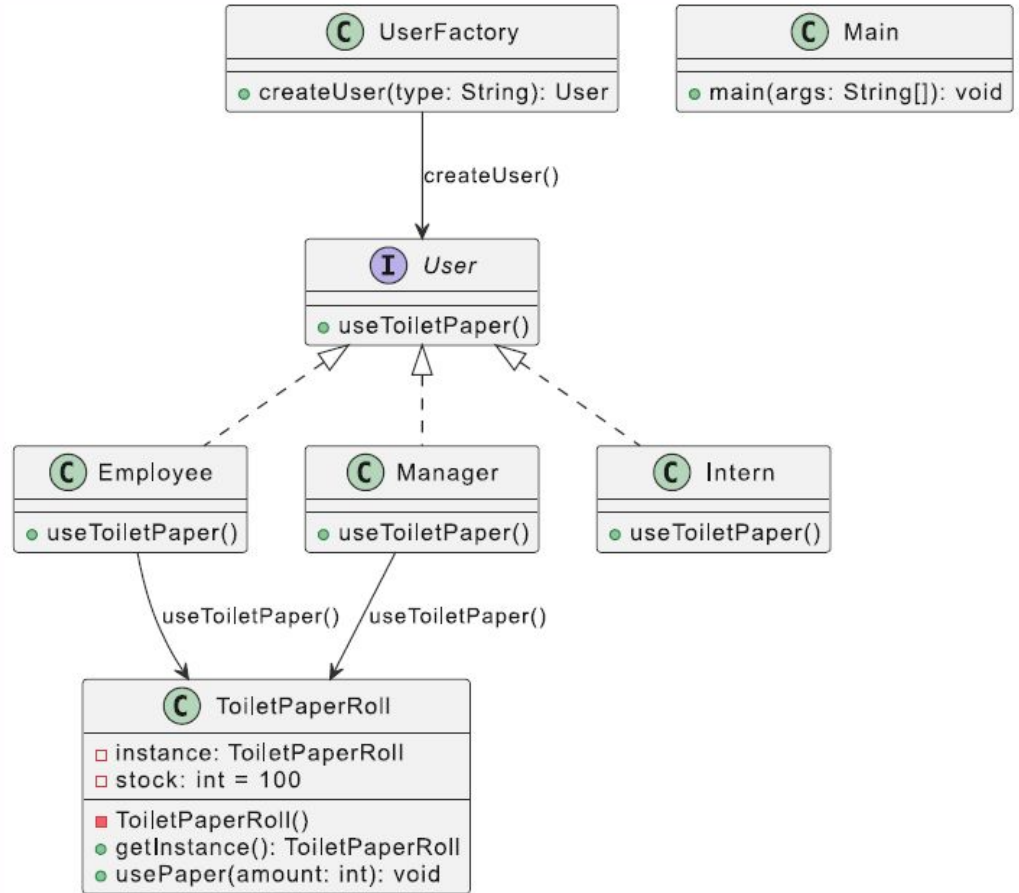 C UserFactory
createUser(type: String): User
C Main
main(args: String[]): void
createUser()
I User
useToiletPaper()
C Employee
useToiletPaper()
C Manager
useToiletPaper()
C Intern
useToiletPaper()
useToiletPaper()
useToiletPaper()
C ToiletPaperRoll
instance: ToiletPaperRoll
stock: int = 100
ToiletPaperRoll()
getInstance(): ToiletPaperRoll
usePaper(amount: int): void